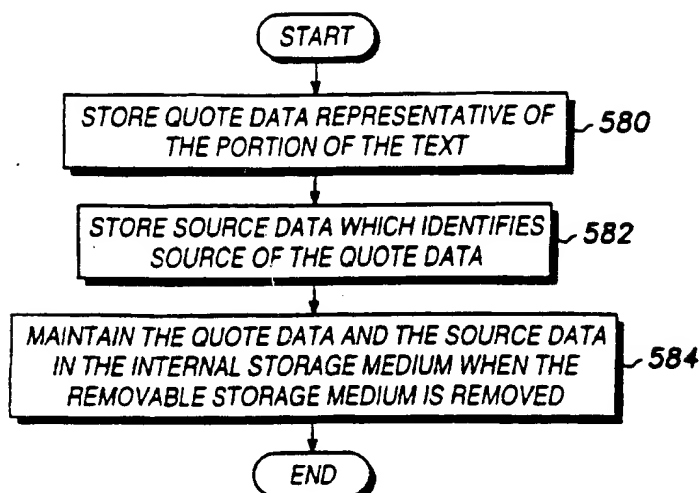 START
STORE QUOTE DATA REPRESENTATIVE OF
THE PORTION OF THE TEXT
580
STORE SOURCE DATA WHICH IDENTIFIES
SOURCE OF THE QUOTE DATA
582
MAINTAIN THE QUOTE DATA AND THE SOURCE DATA
IN THE INTERNAL STORAGE MEDIUM WHEN THE
REMOVABLE STORAGE MEDIUM IS REMOVED
584
END